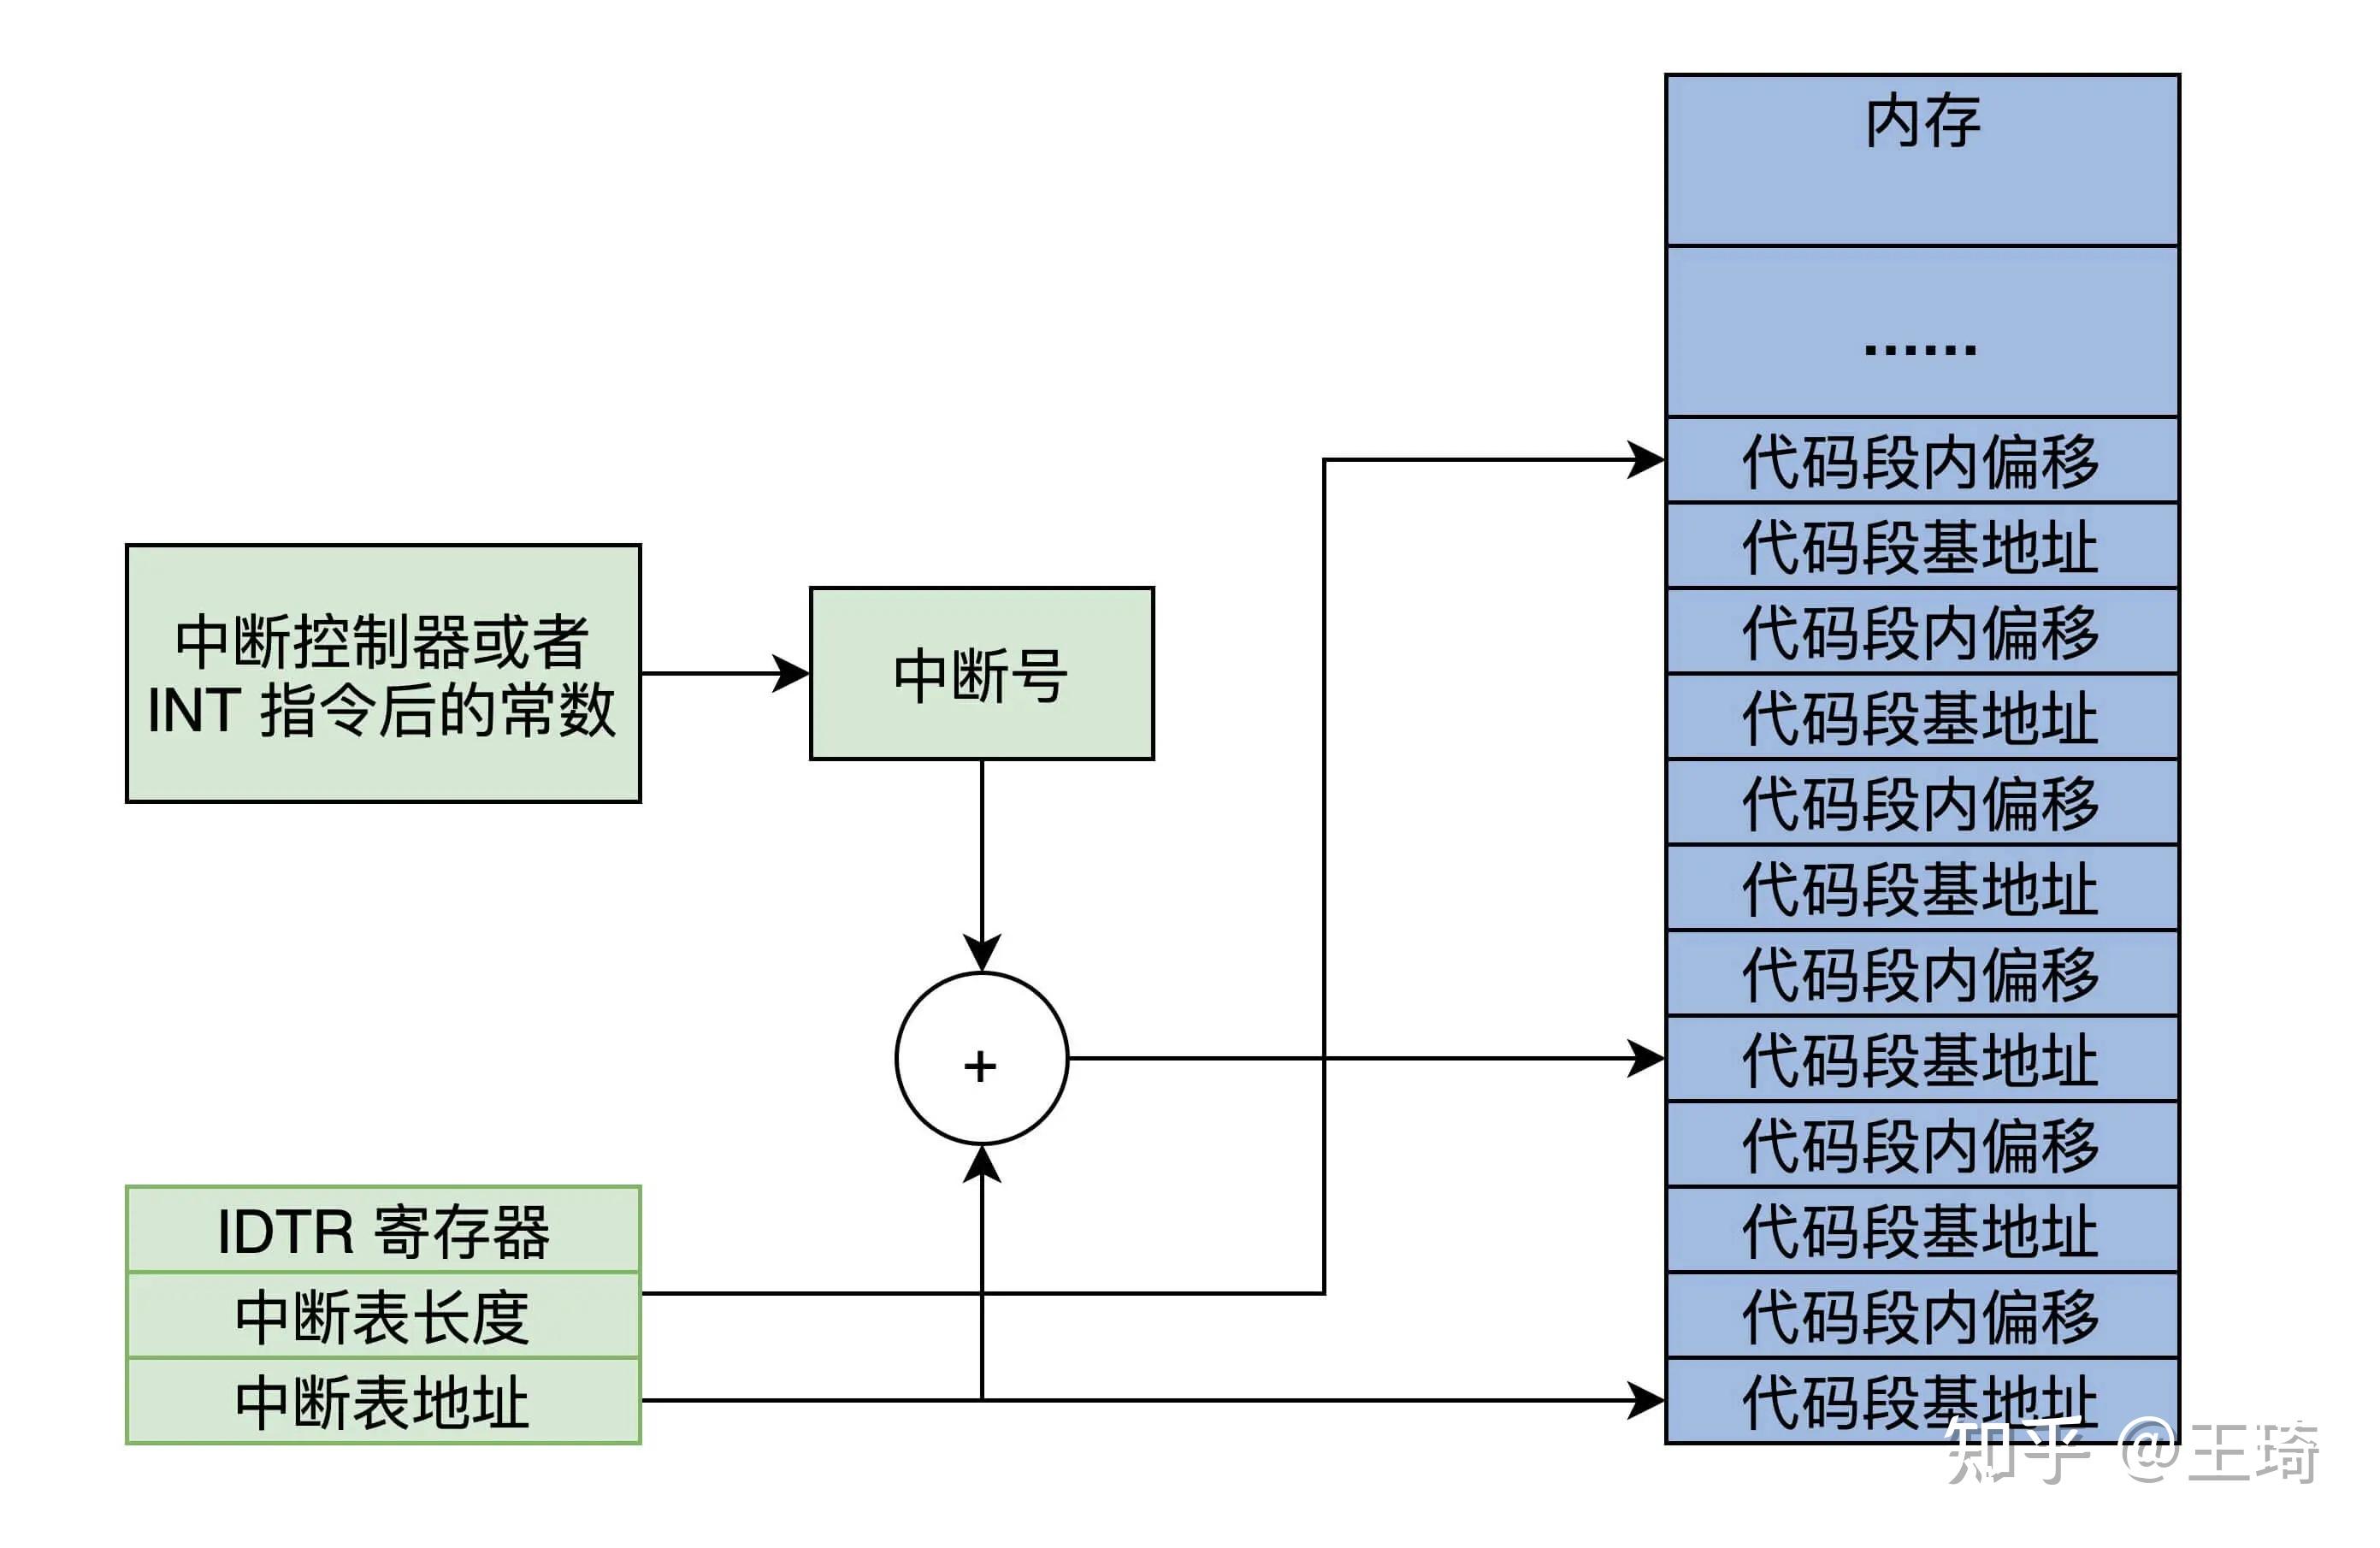 内存
......
代码段内偏移
代码段基地址
代码段内偏移
代码段基地址
代码段内偏移
代码段基地址
代码段内偏移
代码段基地址
代码段内偏移
代码段基地址
代码段内偏移
代码段基地址
中断控制器或者
INT 指令后的常数
中断号
+
IDTR 寄存器
中断表长度
中断表地址
知乎 @王琦